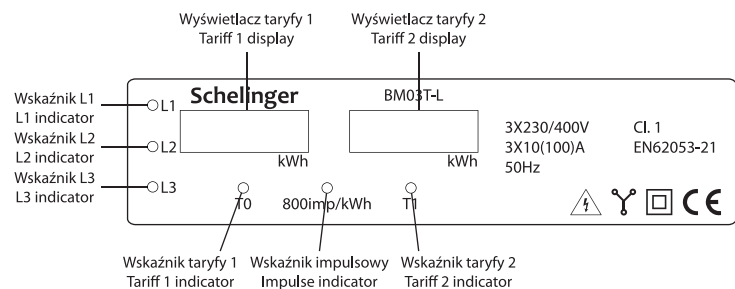 Wyświetlacz taryfy 1
Tariff 1 display
Wyświetlacz taryfy 2
Tariff 2 display
Wskaźnik L1
L1 indicator
Wskaźnik L2
L2 indicator
Wskaźnik L3
L3 indicator
L1
L2
L3
Schelinger
BM03T-L
kWh
kWh
3X230/400V
3X10(100)A
50Hz
Cl. 1
EN62053-21
T0
800imp/kWh
T1
CE
Wskaźnik taryfy 1
Tariff 1 indicator
Wskaźnik impulsowy
Impulse indicator
Wskaźnik taryfy 2
Tariff 2 indicator